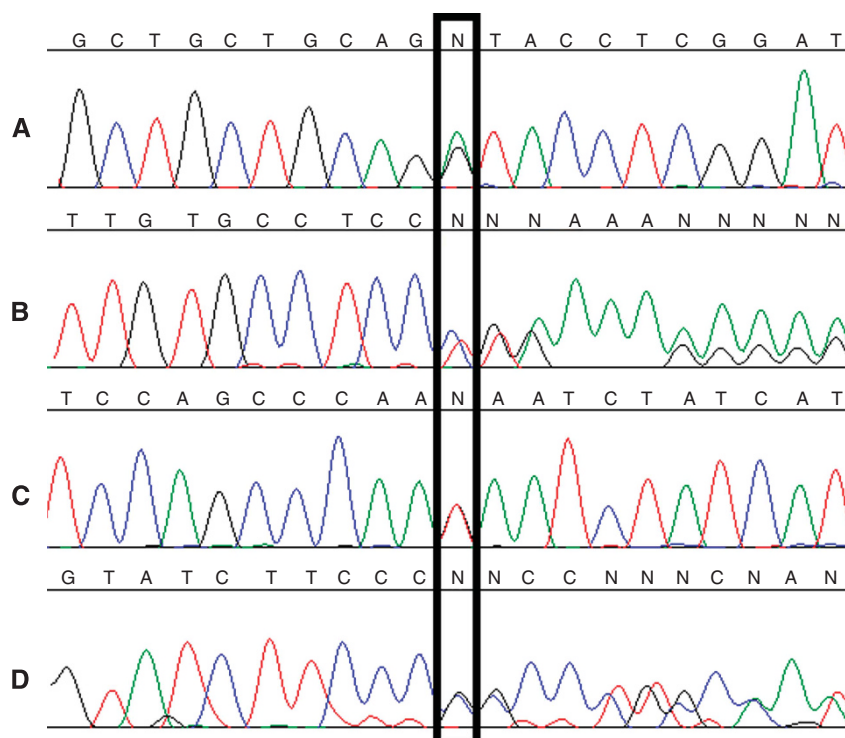 G C T G C T G C A G N T A C C T C G G A T
A
T T G T G C C T C C N N N A A A N N N N N
B
T C C A G C C C A A N A A T C T A T C A T
C
G T A T C T T C C C N N C C N N N C N A N
D